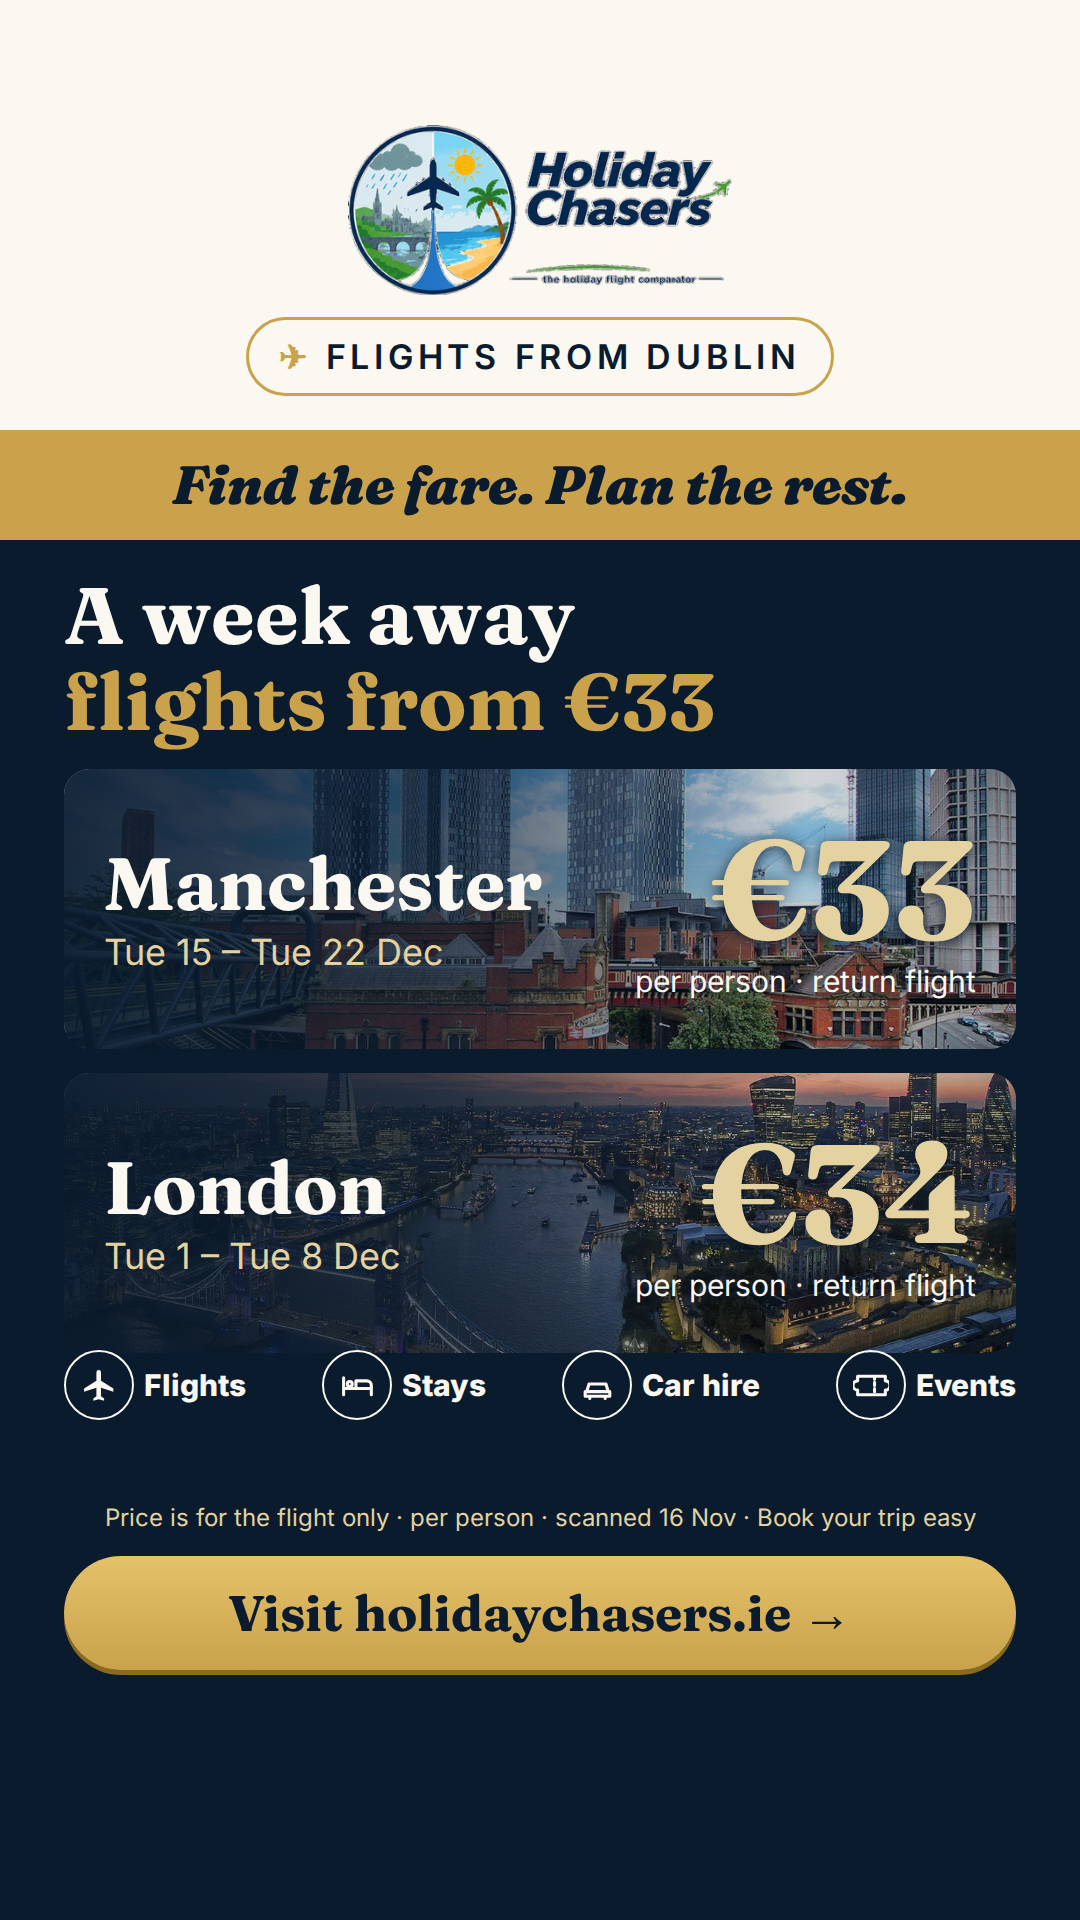 Holiday
Chasers
the holiday flight comparator
✈ FLIGHTS FROM DUBLIN
Find the fare. Plan the rest.
A week away
flights from €33
Manchester
Tue 15 – Tue 22 Dec
€33
per person · return flight
ATLAS
London
Tue 1 – Tue 8 Dec
€34
per person · return flight
Flights
Stays
Car hire
Events
Price is for the flight only · per person · scanned 16 Nov · Book your trip easy
Visit holidaychasers.ie →